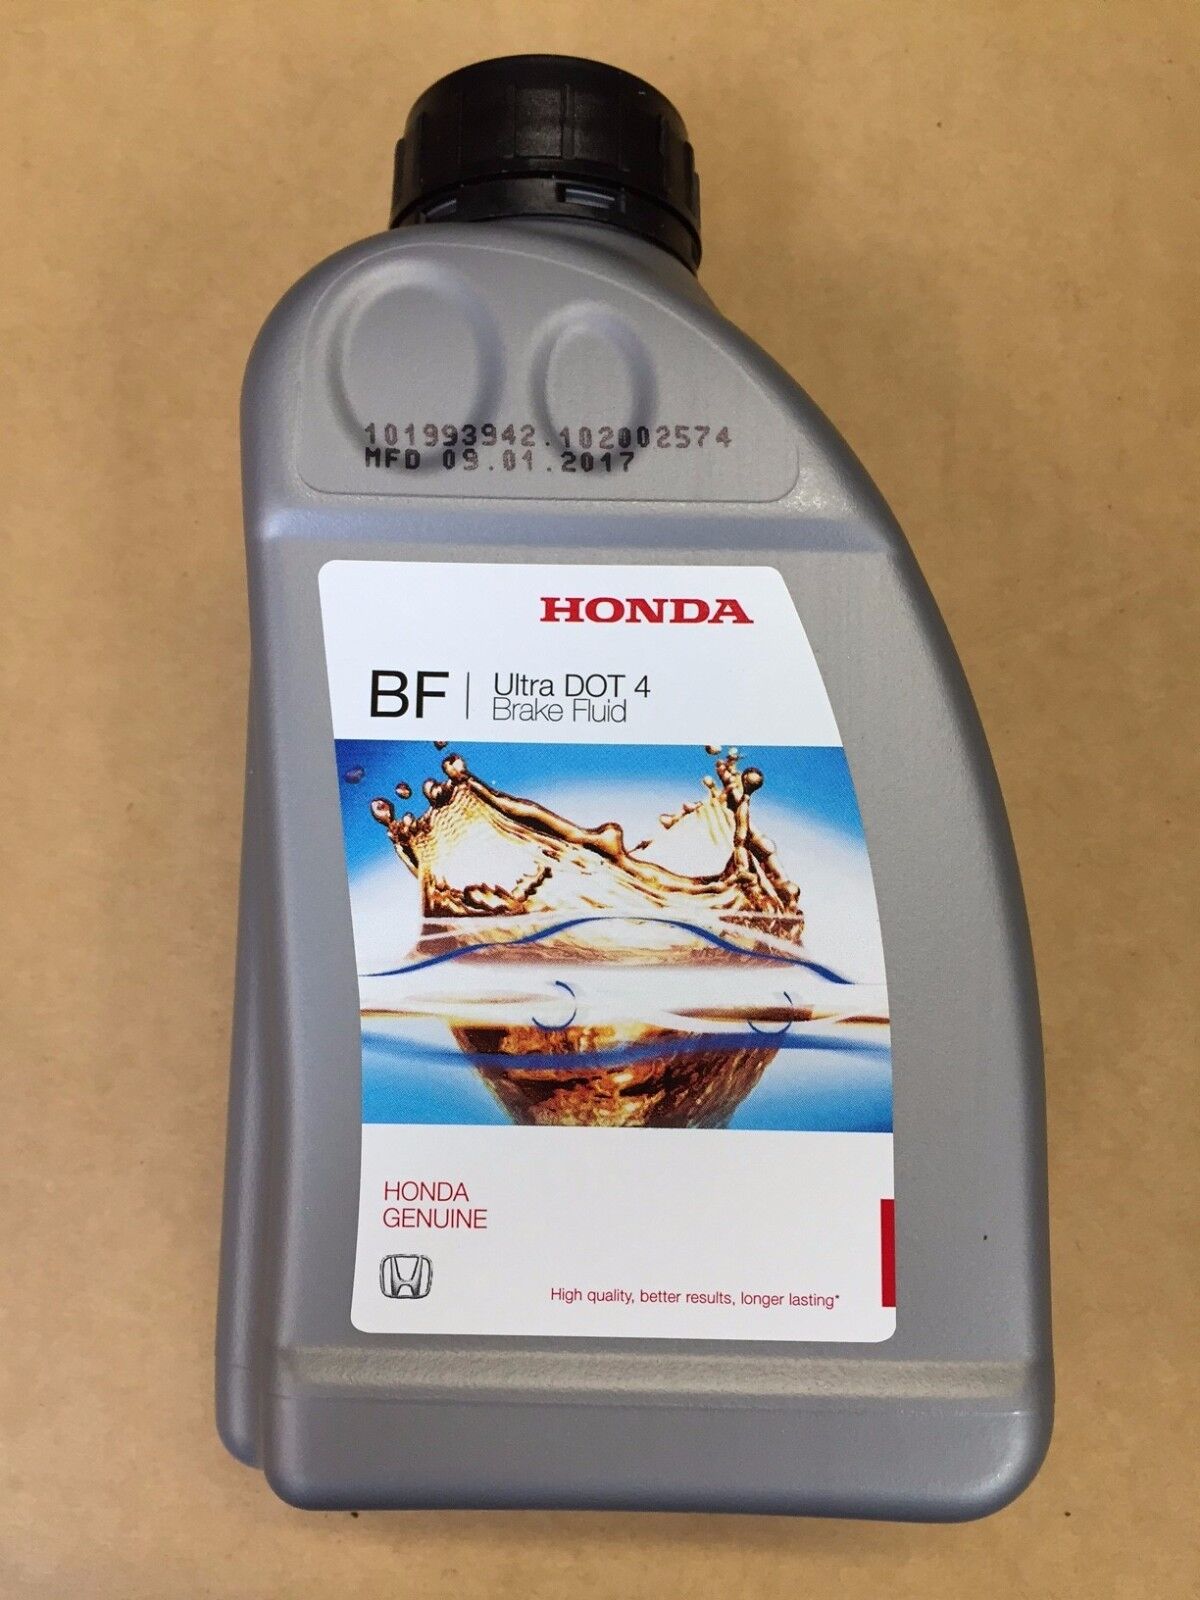 101993942.102002574
MFD 09.01.2017
HONDA
BF
Ultra DOT 4
Brake Fluid
HONDA
GENUINE
High quality, better results, longer lasting*